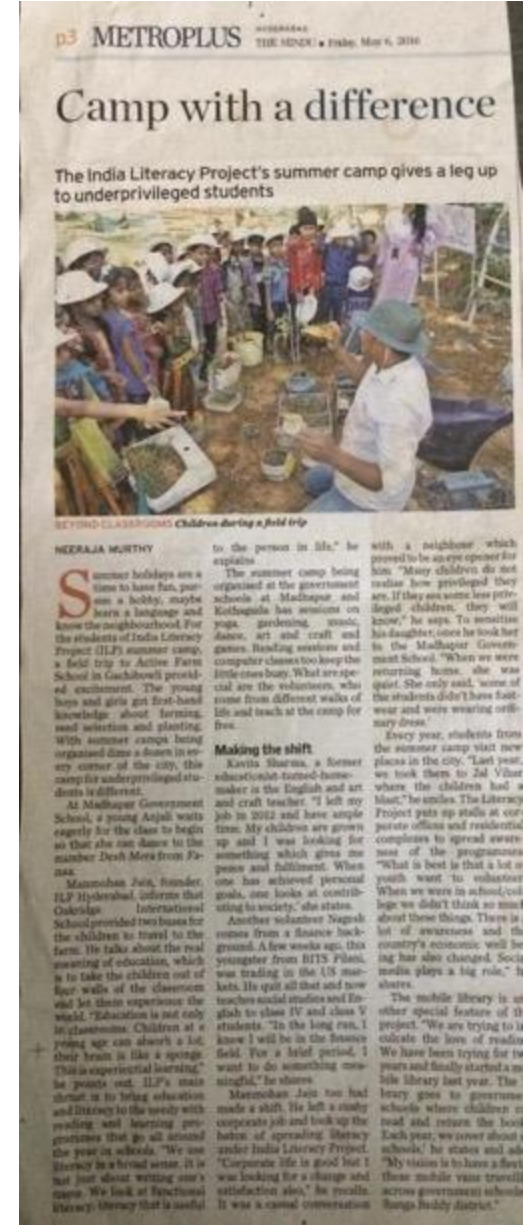 p3 METROPLUS HYDERABAD
THE HINDU • Friday, May 6, 2016
Camp with a difference
The India Literacy Project's summer camp gives a leg up
to underprivileged students
BEYOND CLASSROOMS Children during a field trip
NEERAJA MURTHY
Summer holidays are a
time to have fun, pur-
sue a hobby, maybe
learn a language and
know the neighbourhood. For
the students of India Literacy
Project (ILP) summer camp,
a field trip to Active Farm
School in Gachibowli provid-
ed excitement. The young
boys and girls got first-hand
knowledge about farming,
seed selection and planting.
With summer camps being
organised dime a dozen in ev-
ery corner of the city, this
camp for underprivileged stu-
dents is different.
At Madhapur Government
School, a young Anjali waits
eagerly for the class to begin
so that she can dance to the
number Desh Mera from Fa-
naa.
Manmohan Jain, founder,
ILP Hyderabad, informs that
Oakridge International
School provided two buses for
the children to travel to the
farm. He talks about the real
meaning of education, which
is to take the children out of
four walls of the classroom
and let them experience the
world. "Education is not only
in classrooms. Children at a
young age can absorb a lot,
their brain is like a sponge.
This is experiential learning,"
he points out. ILP's main
thrust is to bring education
and literacy to the needy with
reading and learning pro-
grammes that go all around
the year in schools. "We use
literacy in a broad sense. It is
not just about writing one's
name. We look at functional
literacy; literacy that is useful
to the person in life," he
explains
The summer camp being
organised at the government
schools at Madhapur and
Kothaguda has sessions on
yoga, gardening, music,
dance, art and craft and
games. Reading sessions and
computer classes too keep the
little ones busy. What are spe-
cial are the volunteers, who
come from different walks of
life and teach at the camp for
free.
Making the shift
Kavita Sharma, a former
educationist-turned-home-
maker is the English and art
and craft teacher. "I left my
job in 2012 and have ample
time. My children are grown
up and I was looking for
something which gives me
peace and fulfilment. When
one has achieved personal
goals, one looks at contrib-
uting to society," she states.
Another volunteer Nagesh
comes from a finance back-
ground. A few weeks ago, this
youngster from BITS Pilani,
was trading in the US mar-
kets. He quit all that and now
teaches social studies and En-
glish to class IV and class V
students. "In the long run, I
know I will be in the finance
field. For a brief period, I
want to do something mea-
ningful," he shares
Manmohan Jain too had
made a shift. He left a cushy
corporate job and took up the
baton of spreading literacy
under India Literacy Project.
"Corporate life is good but I
was looking for a change and
satisfaction also," he recalls.
It was a casual conversation
with a neighbour which
proved to be an eye opener for
him "Many children do not
realise how privileged they
are. If they see some less privi-
leged children, they will
know," he says. To sensitise
his daughter, once he took her
to the Madhapur Govern-
ment School. "When we were
returning home, she was
quiet. She only said, 'some of
the students didn't have foot-
wear and were wearing ordi-
nary dress.'
Every year, students from
the summer camp visit new
places in the city. "Last year,
we took them to Jal Vihar
where the children had a
blast," he smiles. The Literacy
Project puts up stalls at cor-
porate offices and residential
complexes to spread aware-
ness of the programme
"What is best is that a lot of
youth want to volunteer
When we were in school/col-
lege we didn't think so much
about these things. There is
lot of awareness and the
country's economic well be-
ing has also changed. Social
media plays a big role," h
shares.
The mobile library is an
other special feature of th
project. "We are trying to in
culcate the love of readin
We have been trying for tw
years and finally started a mo
bile library last year. The
brary goes to governme
schools where children c
read and return the book
Each year, we cover about
schools,' he states and ad
"My vision is to have a fleet
these mobile vans travelli
across government schools
Ranga Reddy district."